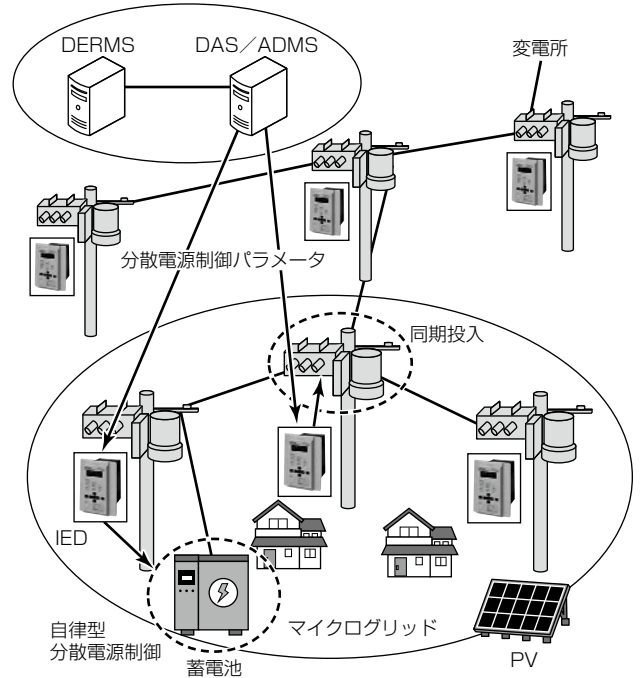 DERMS
DAS／ADMS
変電所
分散電源制御パラメータ
同期投入
IED
自律型
分散電源制御
蓄電池
マイクログリッド
PV